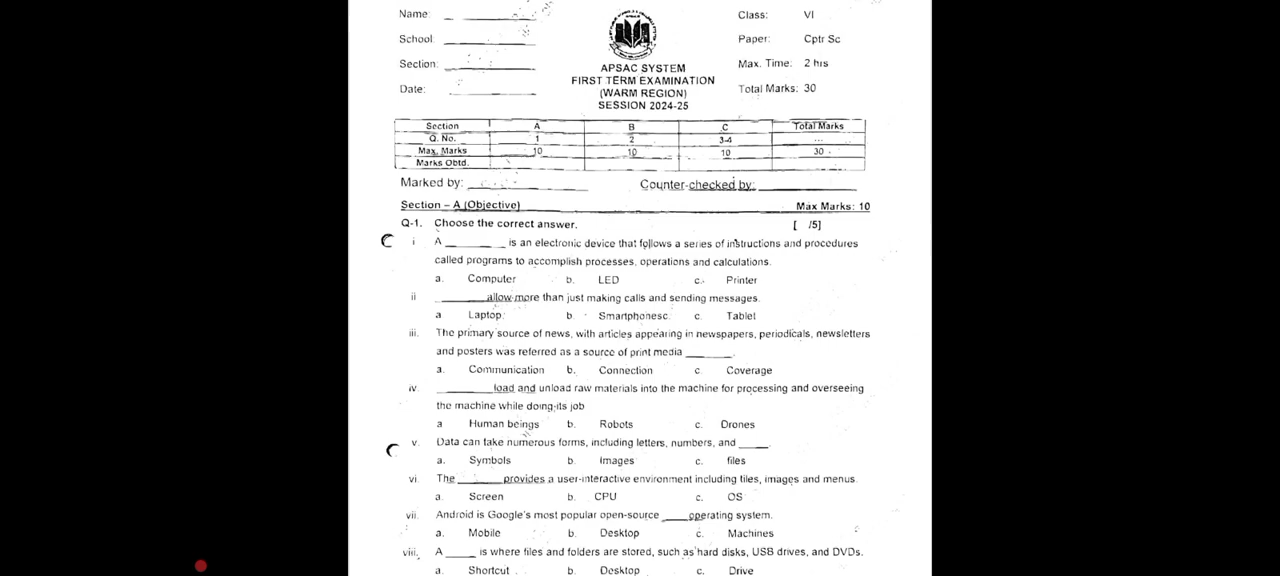 Name: Class: VI
School: Paper: Cptr Sc
Section: Max. Time: 2 hrs
APSAC SYSTEM
FIRST TERM EXAMINATION
Date: Total Marks: 30
(WARM REGION)
SESSION 2024-25
Section A B C Total Marks
Q. No. 1 2 3-4 ...
Max. Marks 10 10 10 30
Marks Obtd.
Marked by: Counter-checked by:
Section – A (Objective) Max Marks: 10
Q-1. Choose the correct answer. [ /5]
i A ________ is an electronic device that follows a series of instructions and procedures
called programs to accomplish processes, operations and calculations.
a. Computer b. LED c. Printer
ii ________allow more than just making calls and sending messages.
a Laptop b. Smartphonesc. c. Tablet
iii. The primary source of news, with articles appearing in newspapers, periodicals, newsletters
and posters was referred as a source of print media ________.
a. Communication b. Connection c. Coverage
iv. ________load and unload raw materials into the machine for processing and overseeing
the machine while doing its job
a Human beings b. Robots c. Drones
v. Data can take numerous forms, including letters, numbers, and _____.
a. Symbols b. Images c. files
vi. The _______provides a user-interactive environment including tiles, images and menus.
a. Screen b. CPU c. OS
vii. Android is Google's most popular open-source ____operating system.
a. Mobile b. Desktop c. Machines
viii. A _____ is where files and folders are stored, such as hard disks, USB drives, and DVDs.
a. Shortcut b. Desktop c. Drive